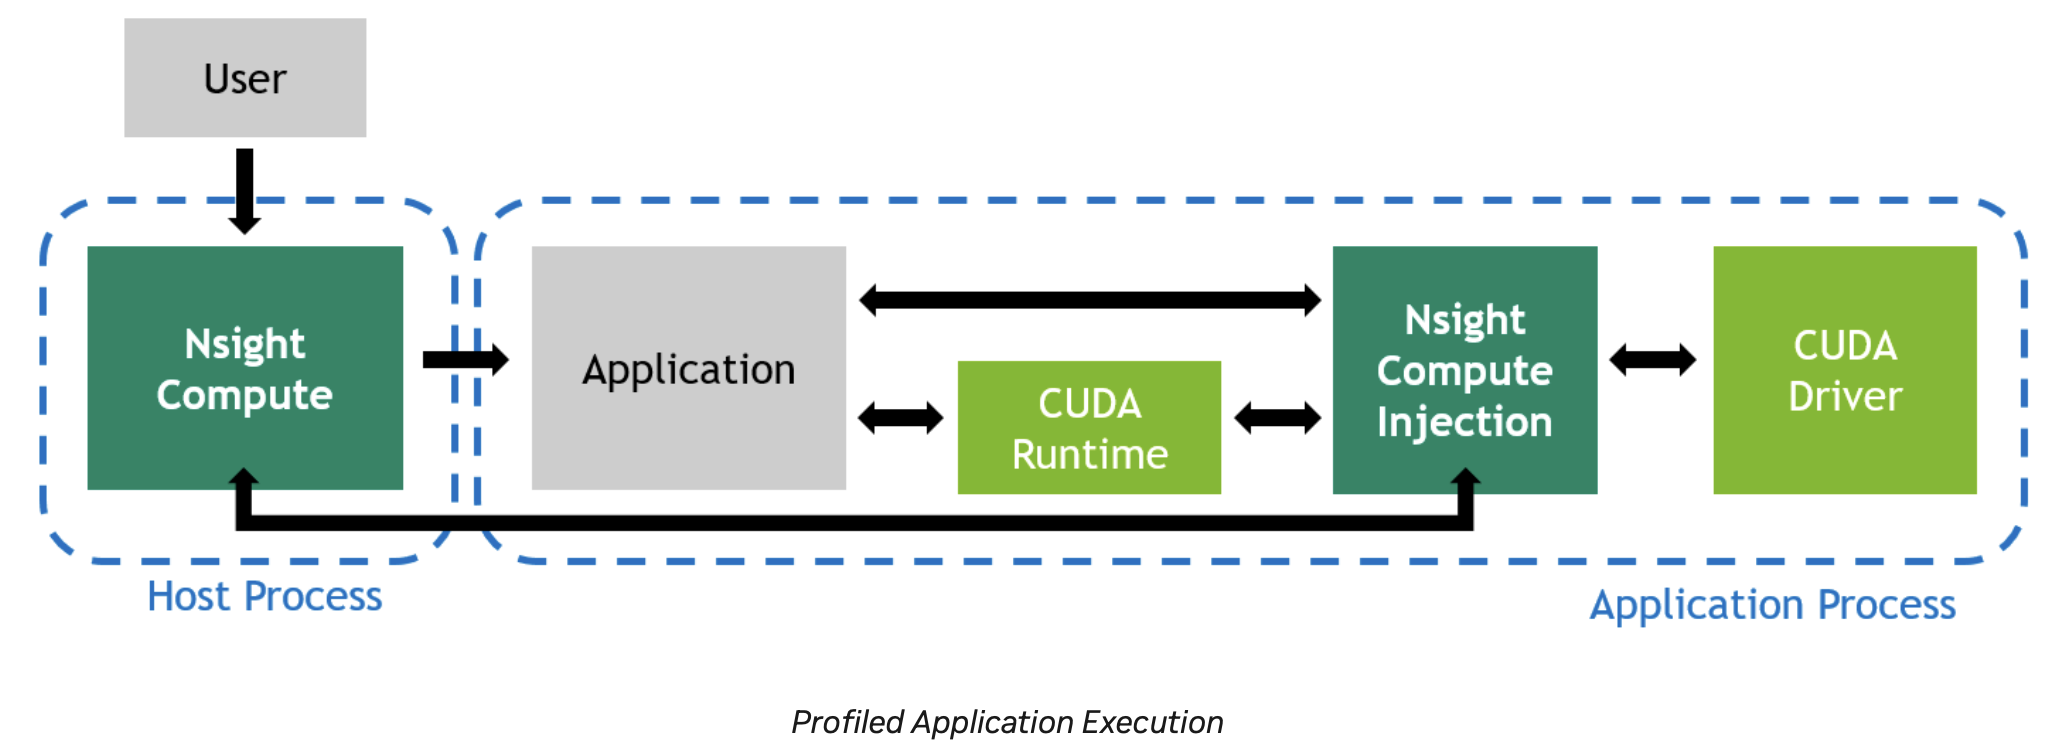 User
Nsight
Compute
Application
CUDA
Runtime
Nsight
Compute
Injection
CUDA
Driver
Host Process
Application Process
Profiled Application Execution